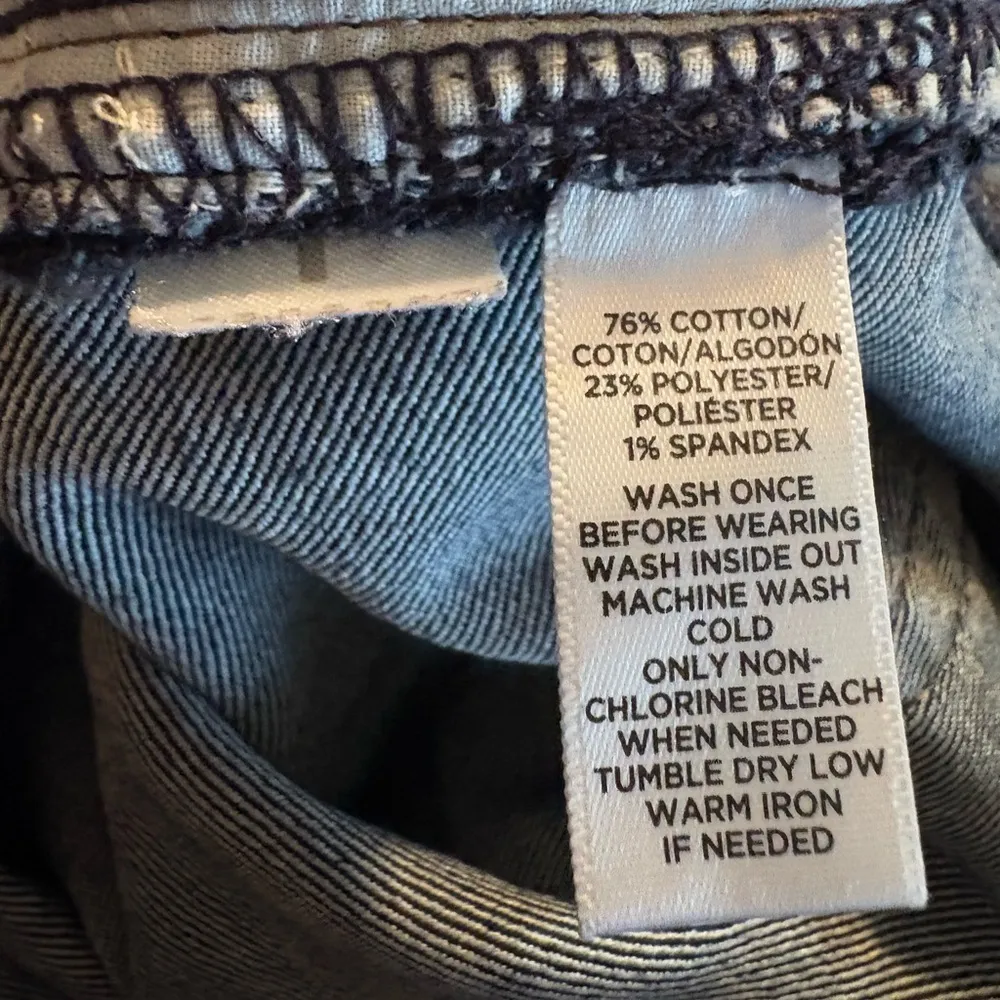 76% COTTON/
COTON/ALGODÓN
23% POLYESTER/
POLIÉSTER
1% SPANDEX
WASH ONCE
BEFORE WEARING
WASH INSIDE OUT
MACHINE WASH
COLD
ONLY NON-
CHLORINE BLEACH
WHEN NEEDED
TUMBLE DRY LOW
WARM IRON
IF NEEDED